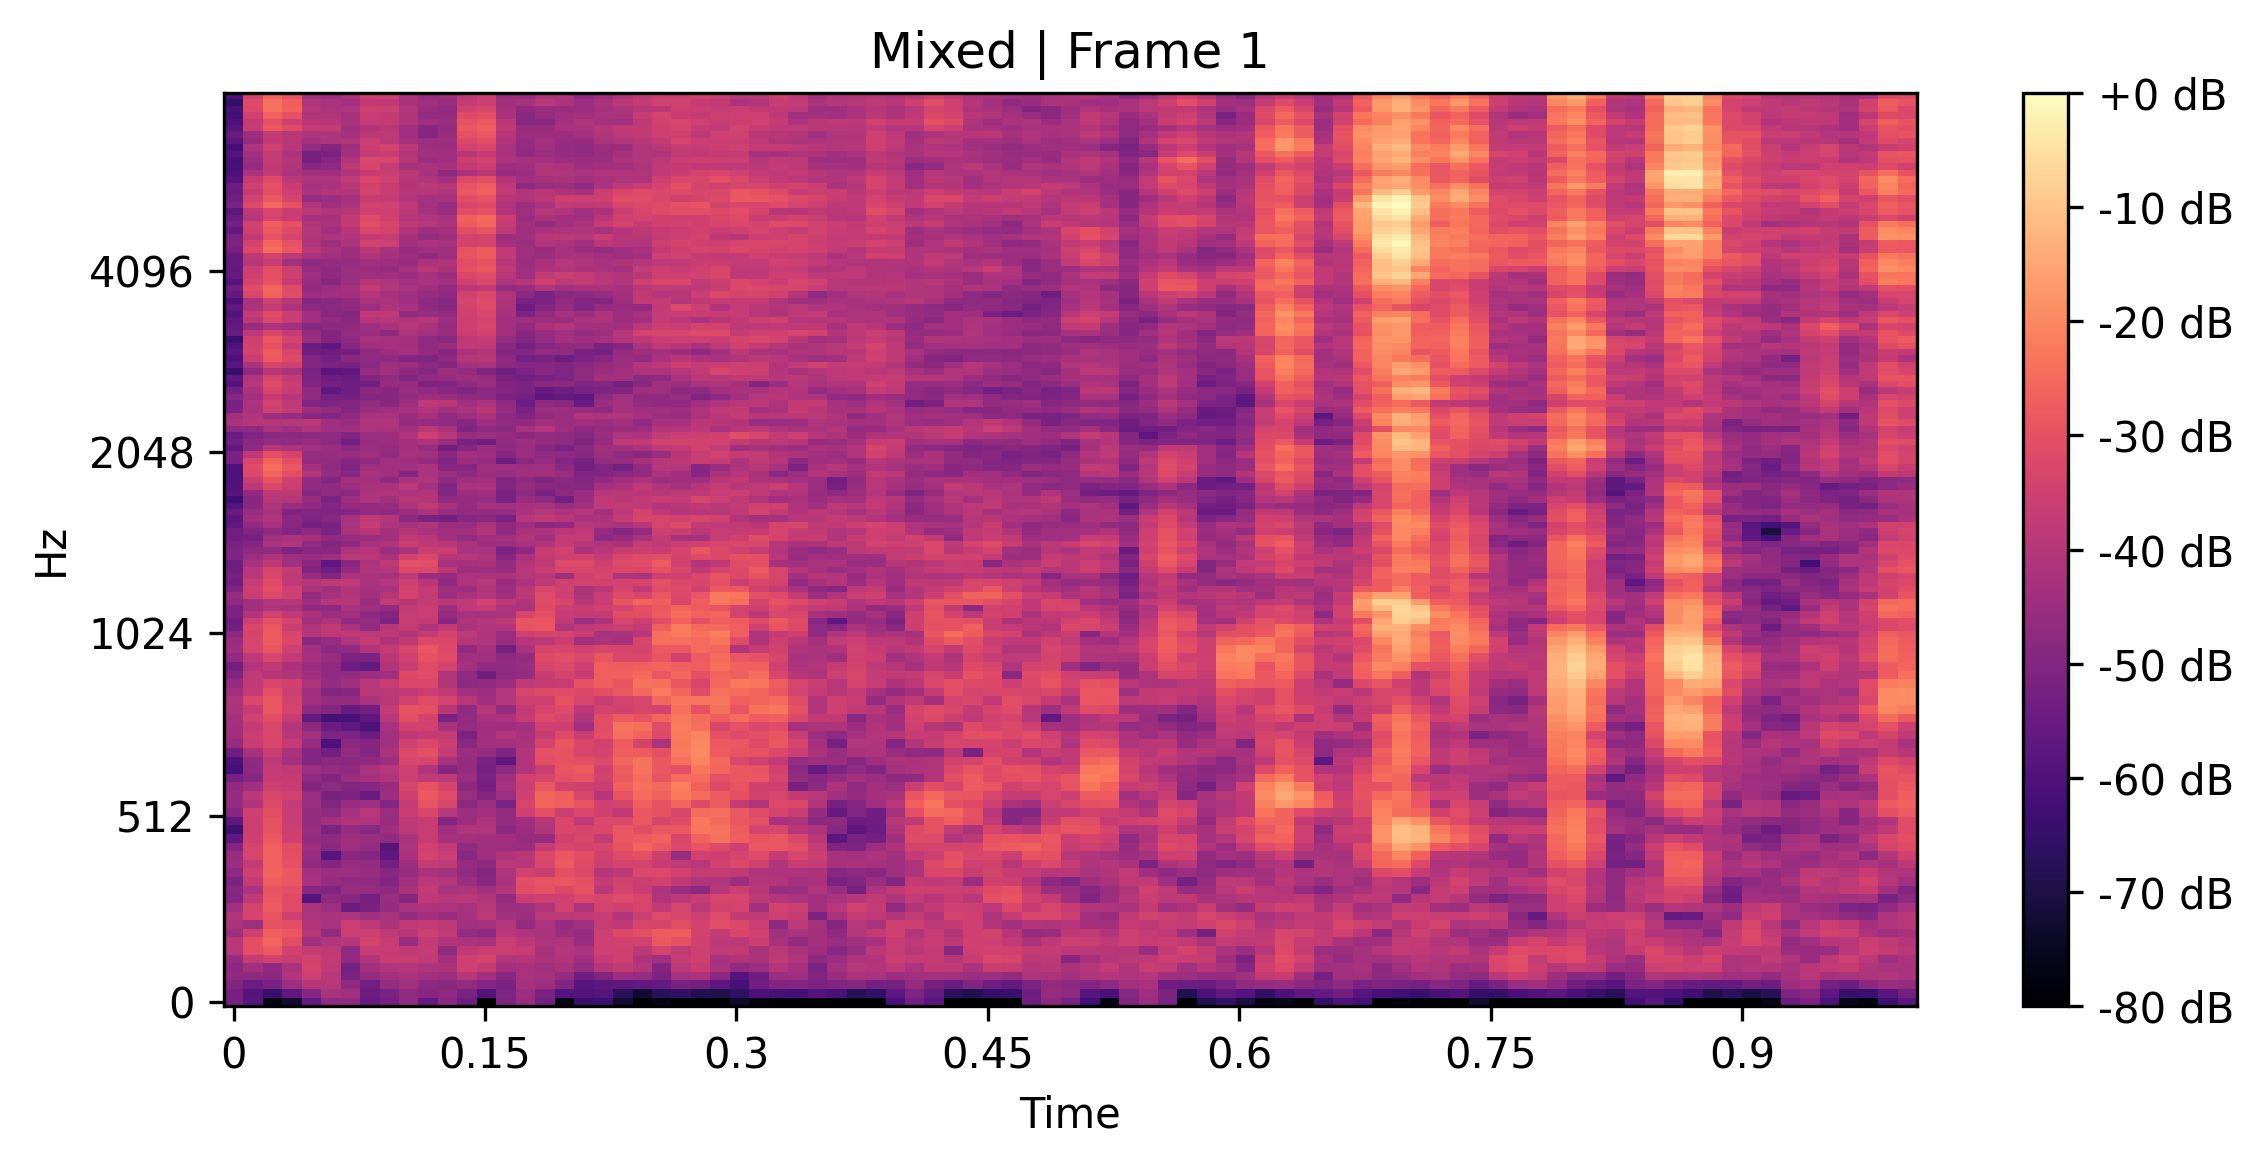 Mixed | Frame 1
Hz
4096
2048
1024
512
0
0 0.15 0.3 0.45 0.6 0.75 0.9
Time
+0 dB
-10 dB
-20 dB
-30 dB
-40 dB
-50 dB
-60 dB
-70 dB
-80 dB